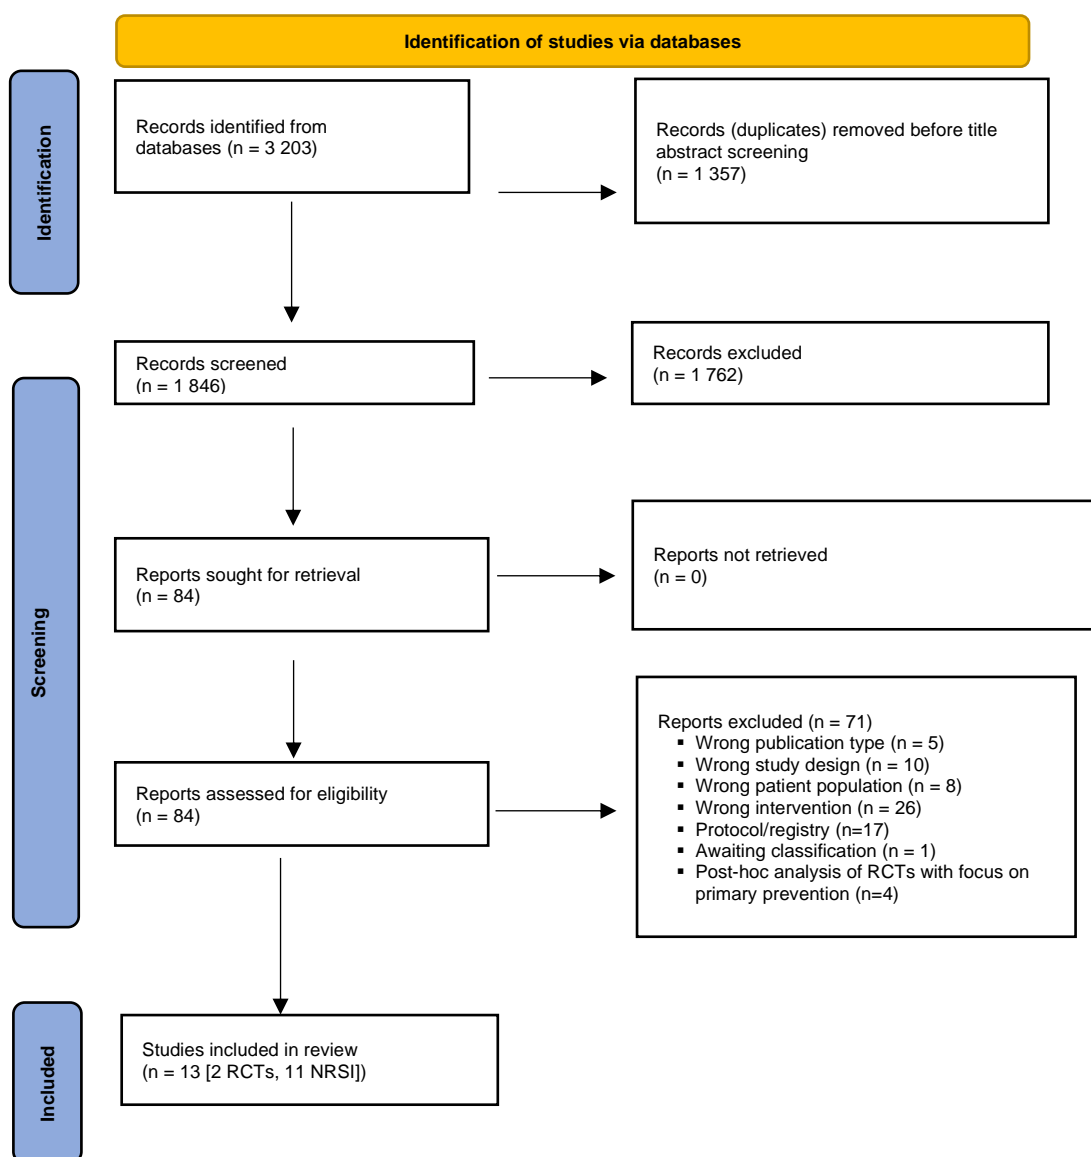 Identification of studies via databases
Identification
Records identified from
databases (n = 3 203)
Records (duplicates) removed before title
abstract screening
(n = 1 357)
Screening
Records screened
(n = 1 846)
Records excluded
(n = 1 762)
Reports sought for retrieval
(n = 84)
Reports not retrieved
(n = 0)
Reports assessed for eligibility
(n = 84)
Reports excluded (n = 71)
▪ Wrong publication type (n = 5)
▪ Wrong study design (n = 10)
▪ Wrong patient population (n = 8)
▪ Wrong intervention (n = 26)
▪ Protocol/registry (n=17)
▪ Awaiting classification (n = 1)
▪ Post-hoc analysis of RCTs with focus on
primary prevention (n=4)
Included
Studies included in review
(n = 13 [2 RCTs, 11 NRSI])